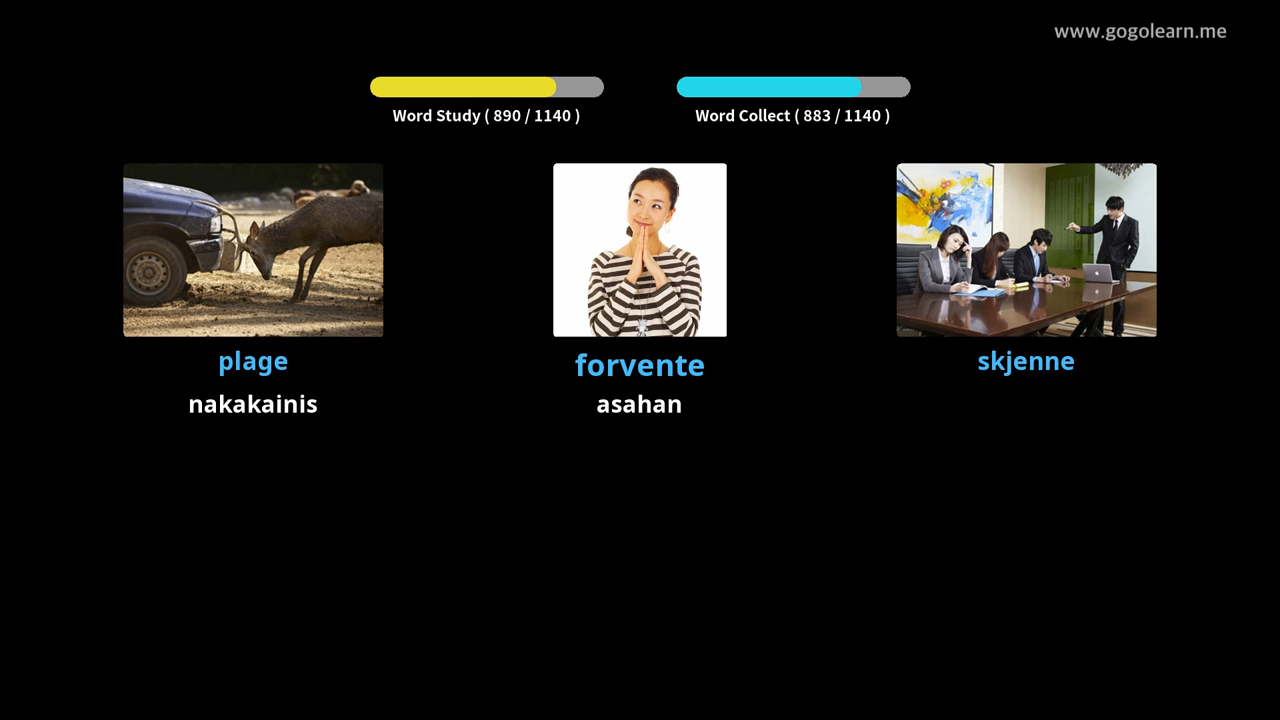 www.gogolearn.me
Word Study ( 890 / 1140 )
Word Collect ( 883 / 1140 )
plage
forvente
skjenne
nakakainis
asahan